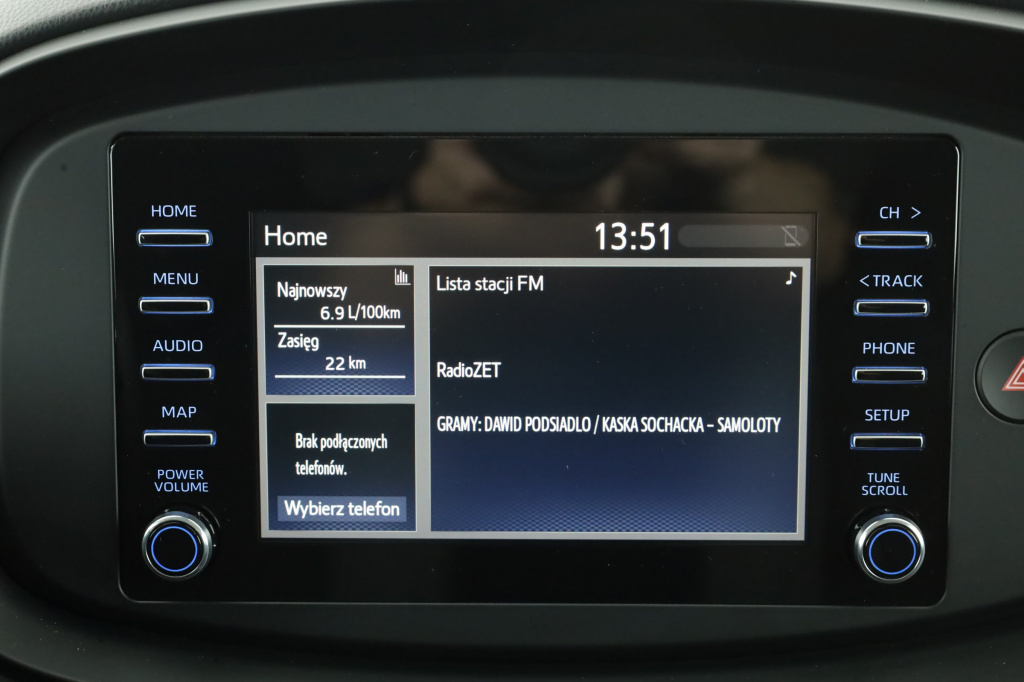 HOME
MENU
AUDIO
MAP
POWER
VOLUME
Home
13:51
Najnowszy
6.9 L/100km
Zasięg
22 km
Brak podłączonych
telefonów.
Wybierz telefon
Lista stacji FM
RadioZET
GRAMY: DAWID PODSIADLO / KASKA SOCHACKA - SAMOLOTY
CH >
< TRACK
PHONE
SETUP
TUNE
SCROLL